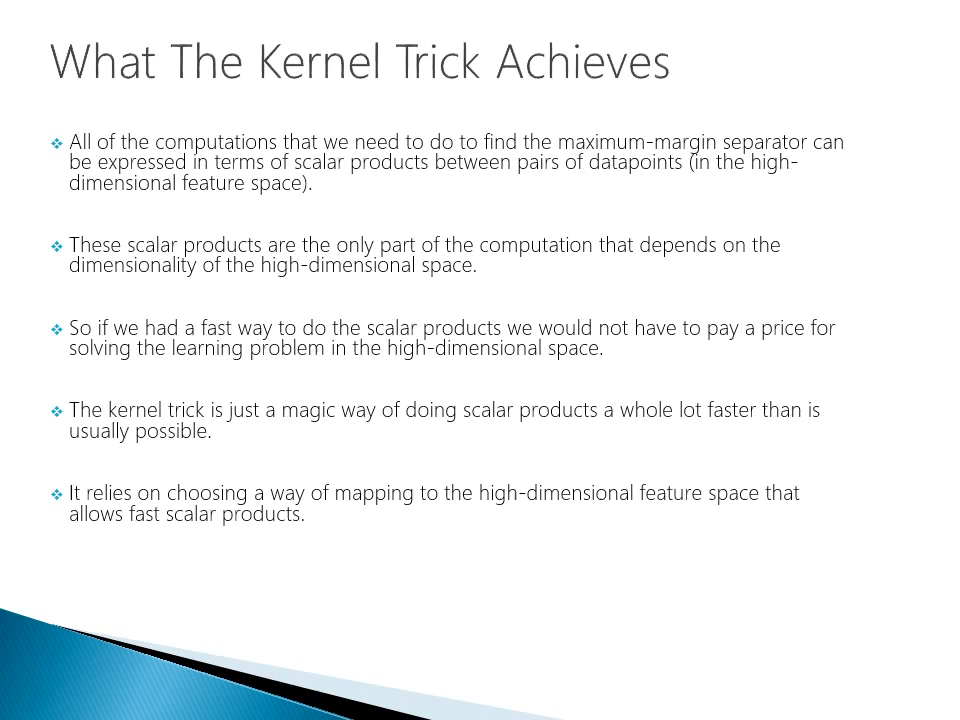 What The Kernel Trick Achieves
All of the computations that we need to do to find the maximum-margin separator can
be expressed in terms of scalar products between pairs of datapoints (in the high-
dimensional feature space).
These scalar products are the only part of the computation that depends on the
dimensionality of the high-dimensional space.
So if we had a fast way to do the scalar products we would not have to pay a price for
solving the learning problem in the high-dimensional space.
The kernel trick is just a magic way of doing scalar products a whole lot faster than is
usually possible.
It relies on choosing a way of mapping to the high-dimensional feature space that
allows fast scalar products.